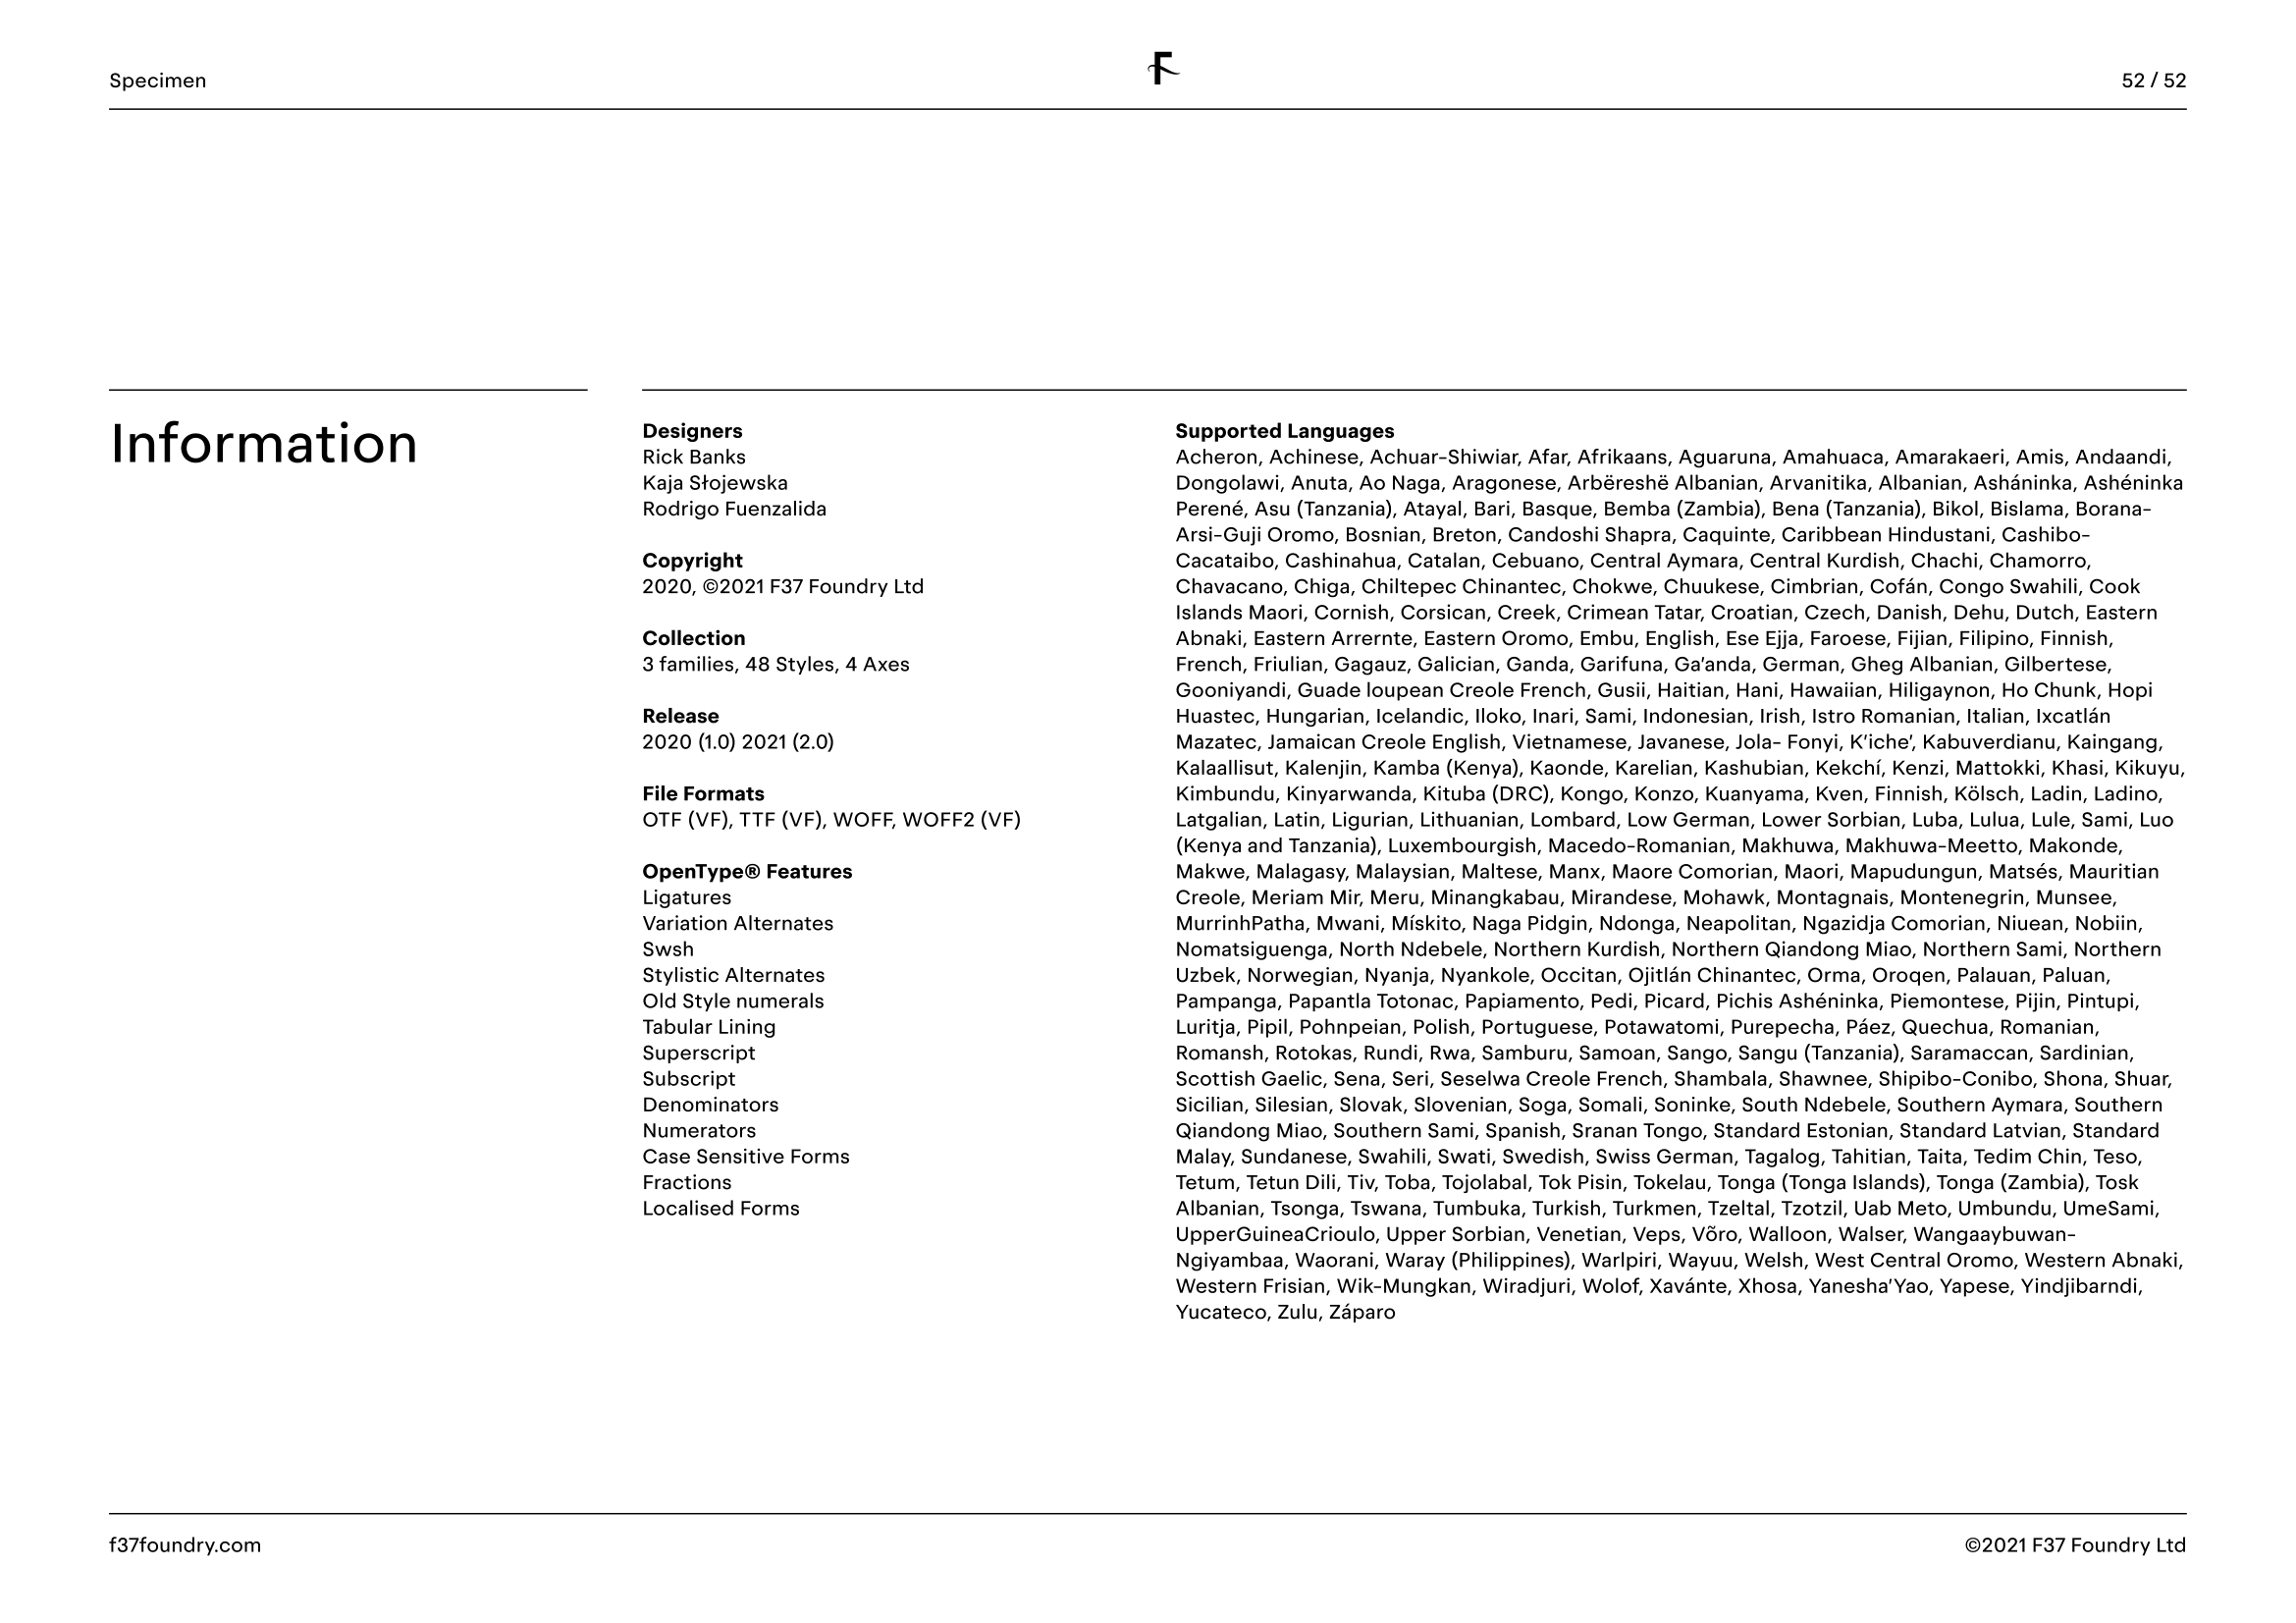 Specimen
F
52 / 52
Information
Designers
Rick Banks
Kaja Słojewska
Rodrigo Fuenzalida
Copyright
2020, ©2021 F37 Foundry Ltd
Collection
3 families, 48 Styles, 4 Axes
Release
2020 (1.0) 2021 (2.0)
File Formats
OTF (VF), TTF (VF), WOFF, WOFF2 (VF)
OpenType® Features
Ligatures
Variation Alternates
Swsh
Stylistic Alternates
Old Style numerals
Tabular Lining
Superscript
Subscript
Denominators
Numerators
Case Sensitive Forms
Fractions
Localised Forms
Supported Languages
Acheron, Achinese, Achuar-Shiwiar, Afar, Afrikaans, Aguaruna, Amahuaca, Amarakaeri, Amis, Andaandi,
Dongolawi, Anuta, Ao Naga, Aragonese, Arbëreshë Albanian, Arvanitika, Albanian, Asháninka, Ashéninka
Perené, Asu (Tanzania), Atayal, Bari, Basque, Bemba (Zambia), Bena (Tanzania), Bikol, Bislama, Borana-
Arsi-Guji Oromo, Bosnian, Breton, Candoshi Shapra, Caquinte, Caribbean Hindustani, Cashibo-
Cacataibo, Cashinahua, Catalan, Cebuano, Central Aymara, Central Kurdish, Chachi, Chamorro,
Chavacano, Chiga, Chiltepec Chinantec, Chokwe, Chuukese, Cimbrian, Cofán, Congo Swahili, Cook
Islands Maori, Cornish, Corsican, Creek, Crimean Tatar, Croatian, Czech, Danish, Dehu, Dutch, Eastern
Abnaki, Eastern Arrernte, Eastern Oromo, Embu, English, Ese Ejja, Faroese, Fijian, Filipino, Finnish,
French, Friulian, Gagauz, Galician, Ganda, Garifuna, Ga’anda, German, Gheg Albanian, Gilbertese,
Gooniyandi, Guade loupean Creole French, Gusii, Haitian, Hani, Hawaiian, Hiligaynon, Ho Chunk, Hopi
Huastec, Hungarian, Icelandic, Iloko, Inari, Sami, Indonesian, Irish, Istro Romanian, Italian, Ixcatlán
Mazatec, Jamaican Creole English, Vietnamese, Javanese, Jola- Fonyi, K’iche’, Kabuverdianu, Kaingang,
Kalaallisut, Kalenjin, Kamba (Kenya), Kaonde, Karelian, Kashubian, Kekchí, Kenzi, Mattokki, Khasi, Kikuyu,
Kimbundu, Kinyarwanda, Kituba (DRC), Kongo, Konzo, Kuanyama, Kven, Finnish, Kölsch, Ladin, Ladino,
Latgalian, Latin, Ligurian, Lithuanian, Lombard, Low German, Lower Sorbian, Luba, Lulua, Lule, Sami, Luo
(Kenya and Tanzania), Luxembourgish, Macedo-Romanian, Makhuwa, Makhuwa-Meetto, Makonde,
Makwe, Malagasy, Malaysian, Maltese, Manx, Maore Comorian, Maori, Mapudungun, Matsés, Mauritian
Creole, Meriam Mir, Meru, Minangkabau, Mirandese, Mohawk, Montagnais, Montenegrin, Munsee,
MurrinhPatha, Mwani, Mískito, Naga Pidgin, Ndonga, Neapolitan, Ngazidja Comorian, Niuean, Nobiin,
Nomatsiguenga, North Ndebele, Northern Kurdish, Northern Qiandong Miao, Northern Sami, Northern
Uzbek, Norwegian, Nyanja, Nyankole, Occitan, Ojitlán Chinantec, Orma, Oroqen, Palauan, Paluan,
Pampanga, Papantla Totonac, Papiamento, Pedi, Picard, Pichis Ashéninka, Piemontese, Pijin, Pintupi,
Luritja, Pipil, Pohnpeian, Polish, Portuguese, Potawatomi, Purepecha, Páez, Quechua, Romanian,
Romansh, Rotokas, Rundi, Rwa, Samburu, Samoan, Sango, Sangu (Tanzania), Saramaccan, Sardinian,
Scottish Gaelic, Sena, Seri, Seselwa Creole French, Shambala, Shawnee, Shipibo-Conibo, Shona, Shuar,
Sicilian, Silesian, Slovak, Slovenian, Soga, Somali, Soninke, South Ndebele, Southern Aymara, Southern
Qiandong Miao, Southern Sami, Spanish, Sranan Tongo, Standard Estonian, Standard Latvian, Standard
Malay, Sundanese, Swahili, Swati, Swedish, Swiss German, Tagalog, Tahitian, Taita, Tedim Chin, Teso,
Tetum, Tetun Dili, Tiv, Toba, Tojolabal, Tok Pisin, Tokelau, Tonga (Tonga Islands), Tonga (Zambia), Tosk
Albanian, Tsonga, Tswana, Tumbuka, Turkish, Turkmen, Tzeltal, Tzotzil, Uab Meto, Umbundu, UmeSami,
UpperGuineaCrioulo, Upper Sorbian, Venetian, Veps, Võro, Walloon, Walser, Wangaaybuwan-
Ngiyambaa, Waorani, Waray (Philippines), Warlpiri, Wayuu, Welsh, West Central Oromo, Western Abnaki,
Western Frisian, Wik-Mungkan, Wiradjuri, Wolof, Xavánte, Xhosa, Yanesha’Yao, Yapese, Yindjibarndi,
Yucateco, Zulu, Záparo
f37foundry.com
©2021 F37 Foundry Ltd